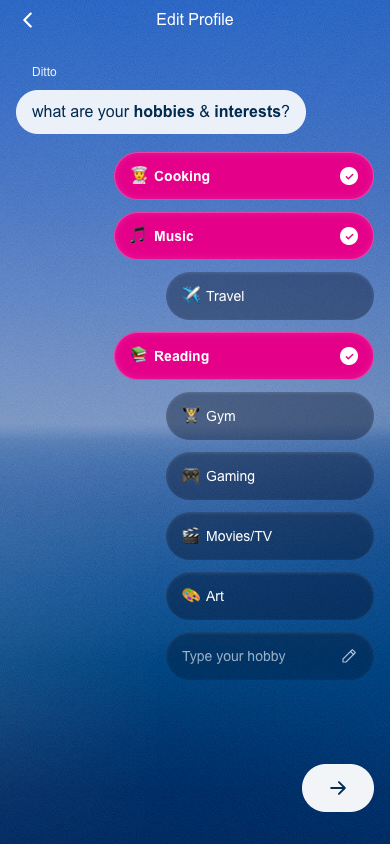 Edit Profile
Ditto
what are your hobbies & interests?
Cooking
Music
Travel
Reading
Gym
Gaming
Movies/TV
Art
Type your hobby